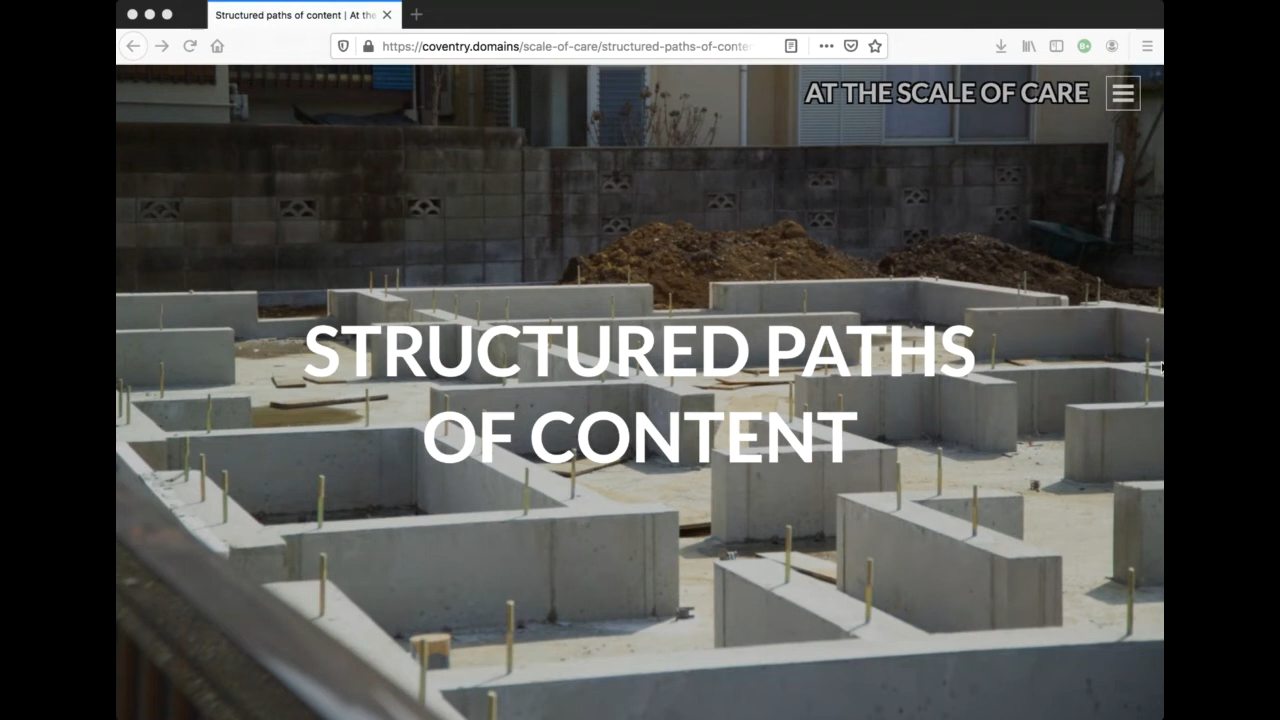 Structured paths of content | At the
https://coventry.domains/scale-of-care/structured-paths-of-conte
AT THE SCALE OF CARE
STRUCTURED PATHS
OF CONTENT